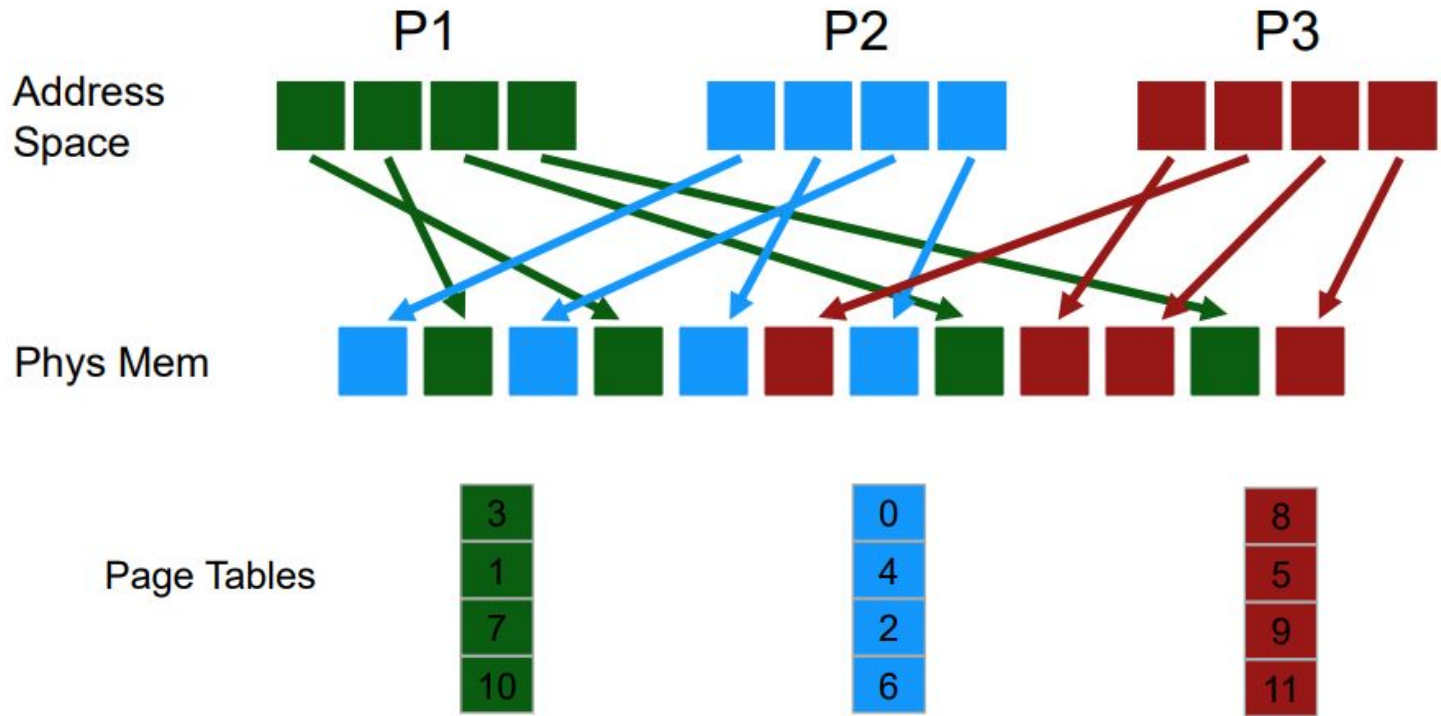 P1 P2 P3
Address
Space
Phys Mem
Page Tables
3 0 8
1 4 5
7 2 9
10 6 11